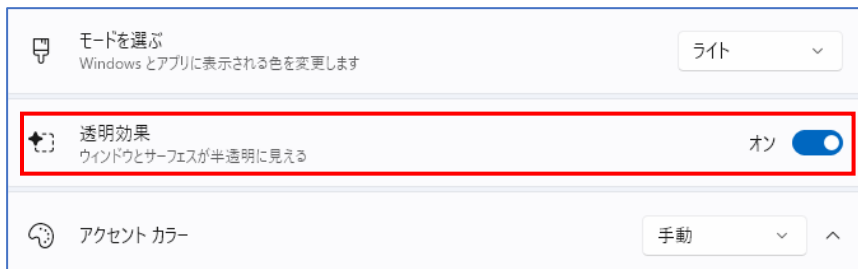 モードを選ぶ
Windows とアプリに表示される色を変更します
ライト
透明効果
ウィンドウとサーフェスが半透明に見える
オン
アクセント カラー
手動